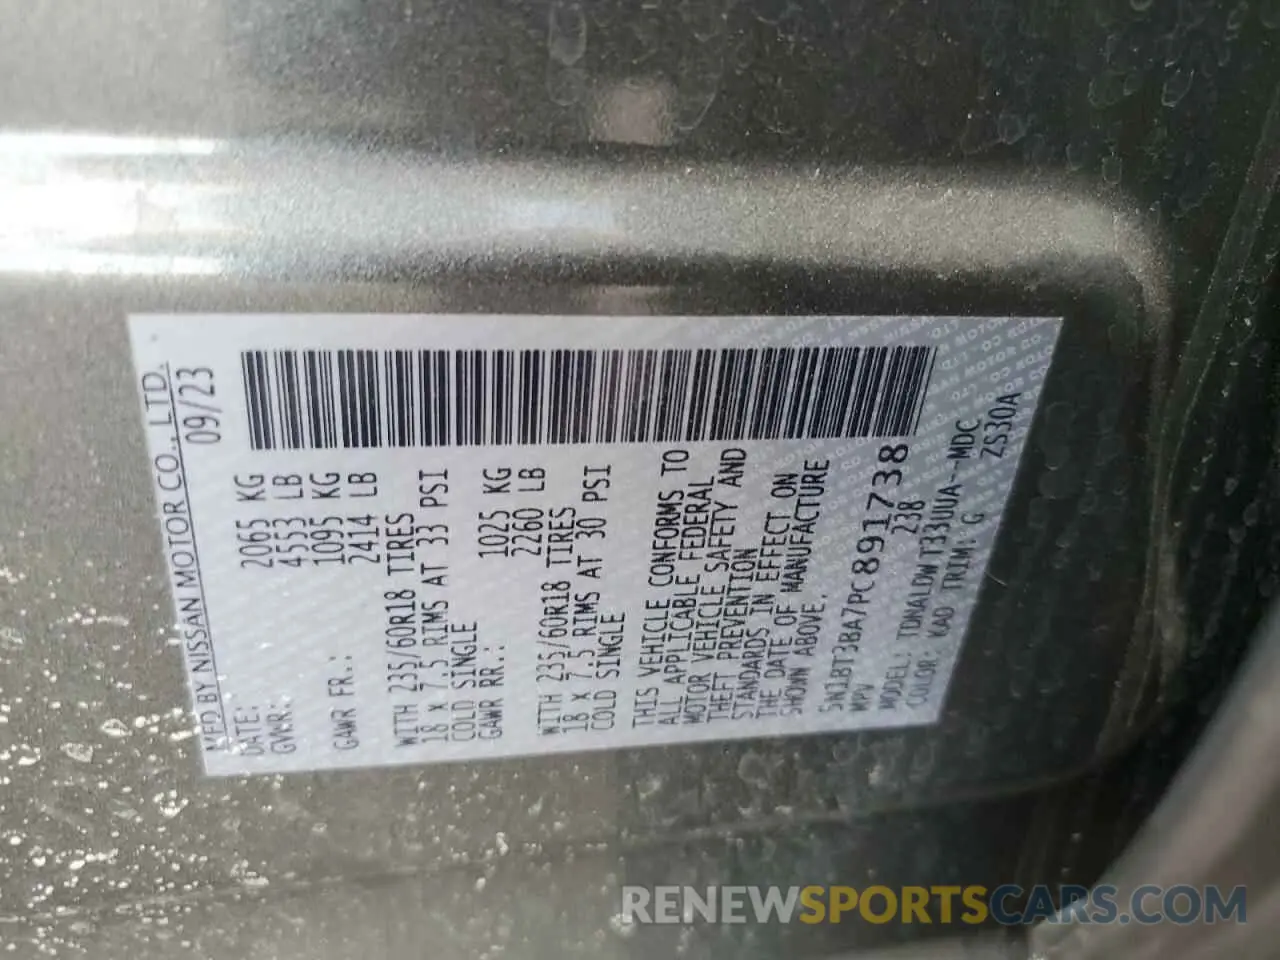 MFD BY NISSAN MOTOR CO., LTD.
DATE: 09/23
GVWR: 2065 KG
4553 LB
GAWR FR.: 1095 KG
2414 LB
WITH 235/60R18 TIRES
18 X 7.5 RIMS AT 33 PSI
COLD SINGLE
GAWR RR.: 1025 KG
2260 LB
WITH 235/60R18 TIRES
18 X 7.5 RIMS AT 30 PSI
COLD SINGLE
THIS VEHICLE CONFORMS TO
ALL APPLICABLE FEDERAL
MOTOR VEHICLE SAFETY AND
THEFT PREVENTION
STANDARDS IN EFFECT ON
THE DATE OF MANUFACTURE
SHOWN ABOVE.
5N1BT3BA7PC891738
MPV 238
MODEL: TDNALDWT33UUA--MDC
COLOR: KAD TRIM: G ZS30A
RENEWSPORTSCARS.COM